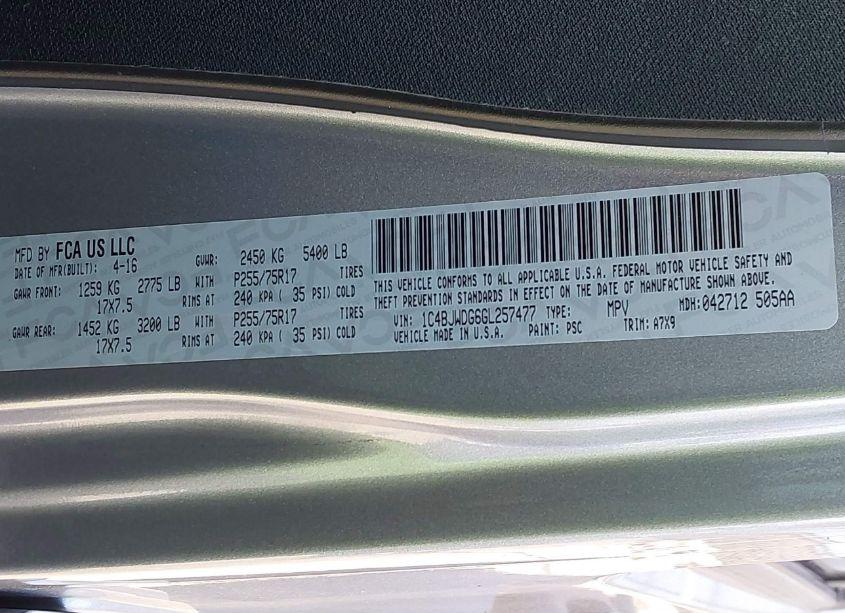 MFD BY FCA US LLC
DATE OF MFR(BUILT): 4-16 GVWR: 2450 KG 5400 LB
GAWR FRONT: 1259 KG 2775 LB WITH P255/75R17 TIRES
17X7.5 RIMS AT 240 KPA ( 35 PSI) COLD
GAWR REAR: 1452 KG 3200 LB WITH P255/75R17 TIRES
17X7.5 RIMS AT 240 KPA ( 35 PSI) COLD
THIS VEHICLE CONFORMS TO ALL APPLICABLE U.S.A. FEDERAL MOTOR VEHICLE SAFETY AND
THEFT PREVENTION STANDARDS IN EFFECT ON THE DATE OF MANUFACTURE SHOWN ABOVE.
VIN: 1C4BJWDG6GL257477 TYPE: MPV MDH:042712 505AA
VEHICLE MADE IN U.S.A. PAINT: PSC TRIM: A7X9